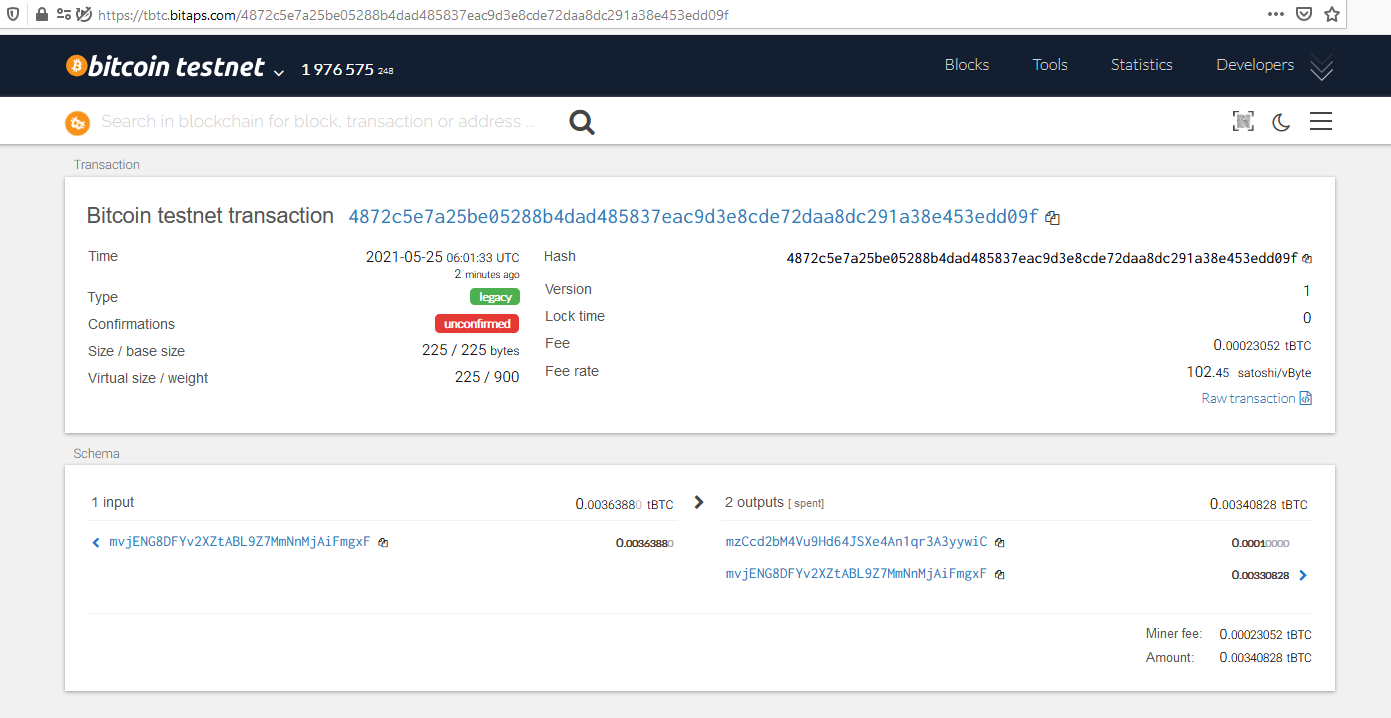 https://tbtc.bitaps.com/4872c5e7a25be05288b4dad485837eac9d3e8cde72daa8dc291a38e453edd09f
bitcoin testnet 1 976 575 248 Blocks Tools Statistics Developers
Search in blockchain for block, transaction or address ...
Transaction
Bitcoin testnet transaction 4872c5e7a25be05288b4dad485837eac9d3e8cde72daa8dc291a38e453edd09f
Time 2021-05-25 06:01:33 UTC Hash 4872c5e7a25be05288b4dad485837eac9d3e8cde72daa8dc291a38e453edd09f
2 minutes ago
Type legacy Version 1
Confirmations unconfirmed Lock time 0
Size / base size 225 / 225 bytes Fee 0.00023052 tBTC
Virtual size / weight 225 / 900 Fee rate 102.45 satoshi/vByte
Raw transaction
Schema
1 input 0.00363880 tBTC 2 outputs [ spent] 0.00340828 tBTC
mvjENG8DFYv2XZtABL9Z7MmNnMjAiFmgxF 0.00363880 mzCcd2bM4Vu9Hd64JSXe4An1qr3A3yywiC 0.00010000
mvjENG8DFYv2XZtABL9Z7MmNnMjAiFmgxF 0.00330828
Miner fee: 0.00023052 tBTC
Amount: 0.00340828 tBTC